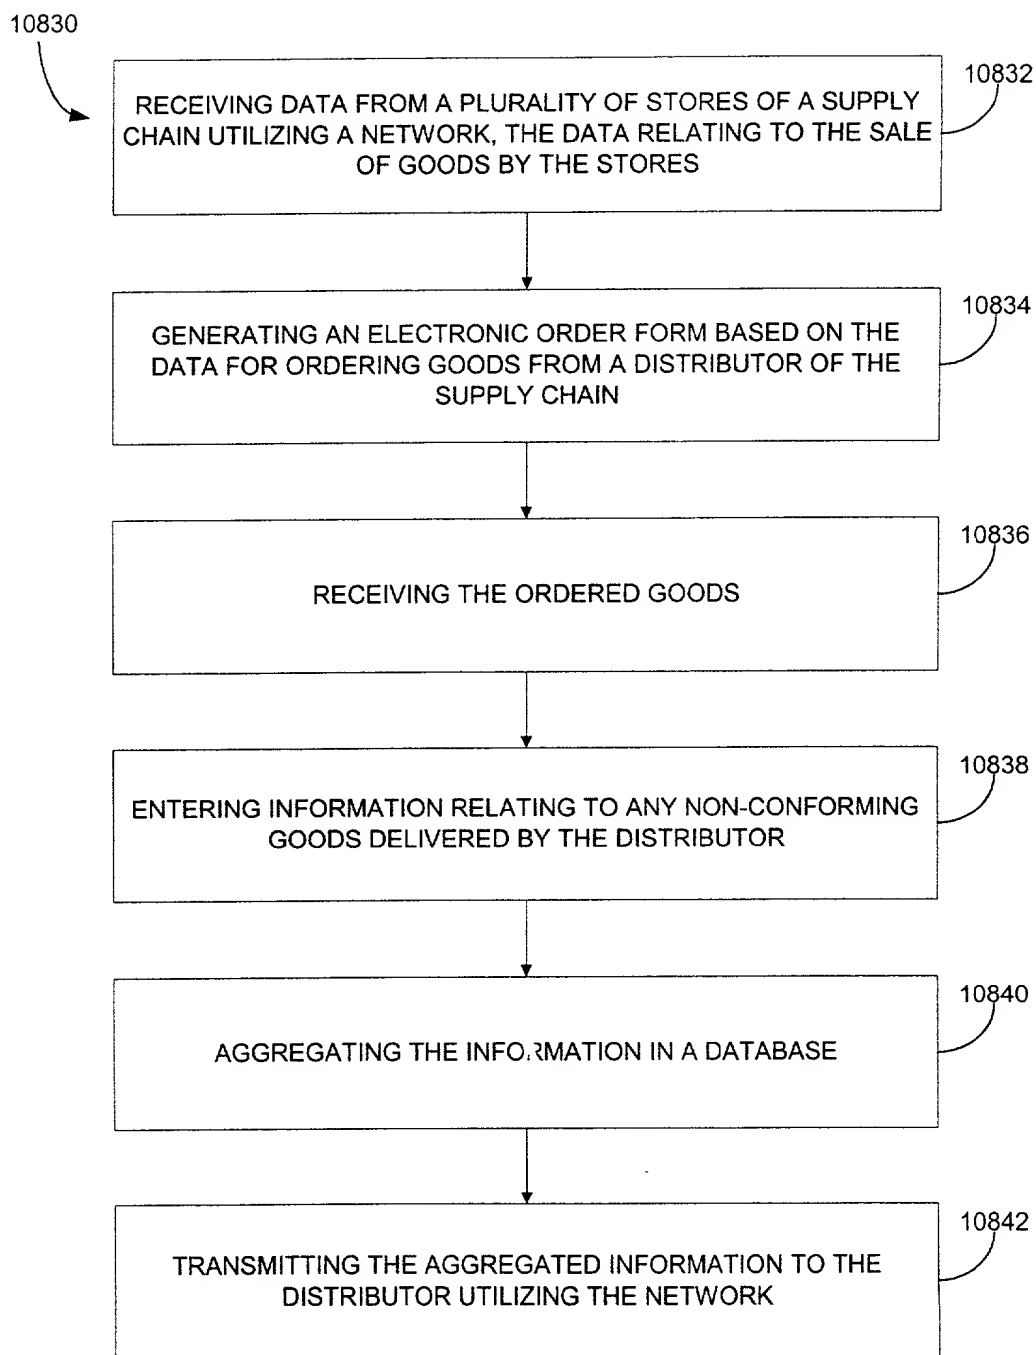 10830
10832
RECEIVING DATA FROM A PLURALITY OF STORES OF A SUPPLY
CHAIN UTILIZING A NETWORK, THE DATA RELATING TO THE SALE
OF GOODS BY THE STORES
10834
GENERATING AN ELECTRONIC ORDER FORM BASED ON THE
DATA FOR ORDERING GOODS FROM A DISTRIBUTOR OF THE
SUPPLY CHAIN
10836
RECEIVING THE ORDERED GOODS
10838
ENTERING INFORMATION RELATING TO ANY NON-CONFORMING
GOODS DELIVERED BY THE DISTRIBUTOR
10840
AGGREGATING THE INFORMATION IN A DATABASE
10842
TRANSMITTING THE AGGREGATED INFORMATION TO THE
DISTRIBUTOR UTILIZING THE NETWORK